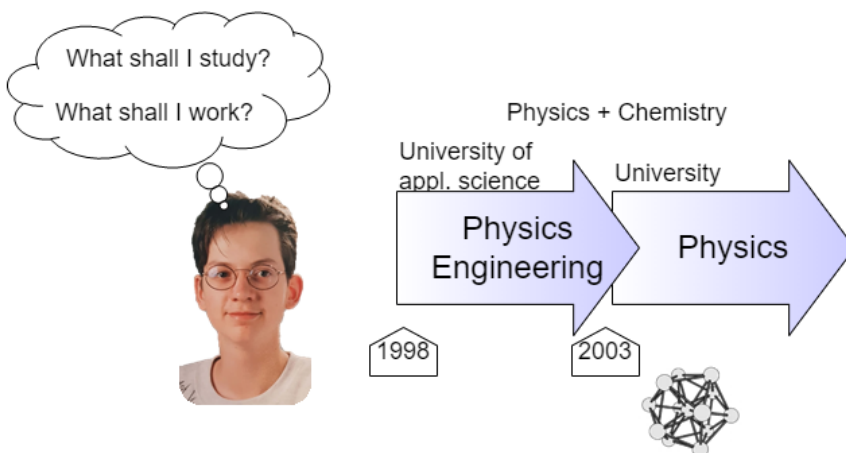 What shall I study?
What shall I work?
Physics + Chemistry
University of
appl. science
University
Physics
Engineering
Physics
1998
2003